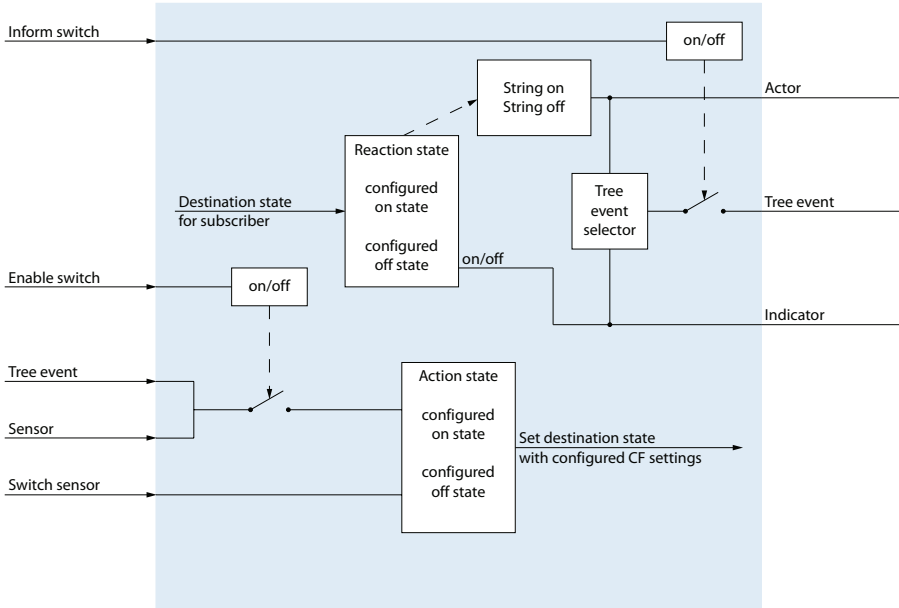 Inform switch
on/off
String on
String off
Actor
Reaction state
configured
on state
configured
off state
Destination state
for subscriber
Tree
event
selector
Tree event
on/off
Enable switch
on/off
Indicator
Tree event
Action state
configured
on state
configured
off state
Sensor
Set destination state
with configured CF settings
Switch sensor